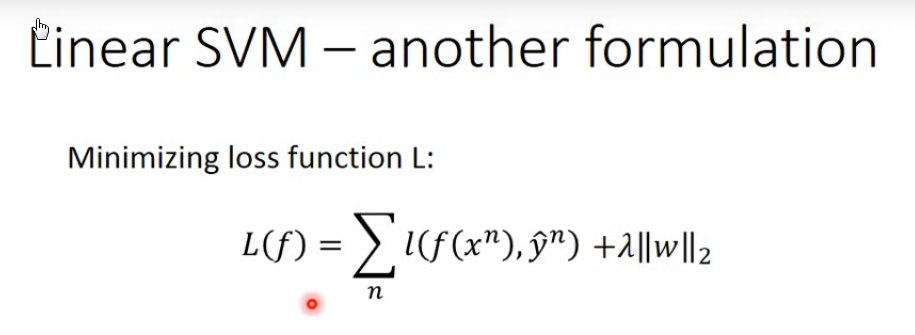 Linear SVM – another formulation
Minimizing loss function L:
L(f) = ∑ l(f(xⁿ), ŷⁿ) +λ‖w‖₂
n